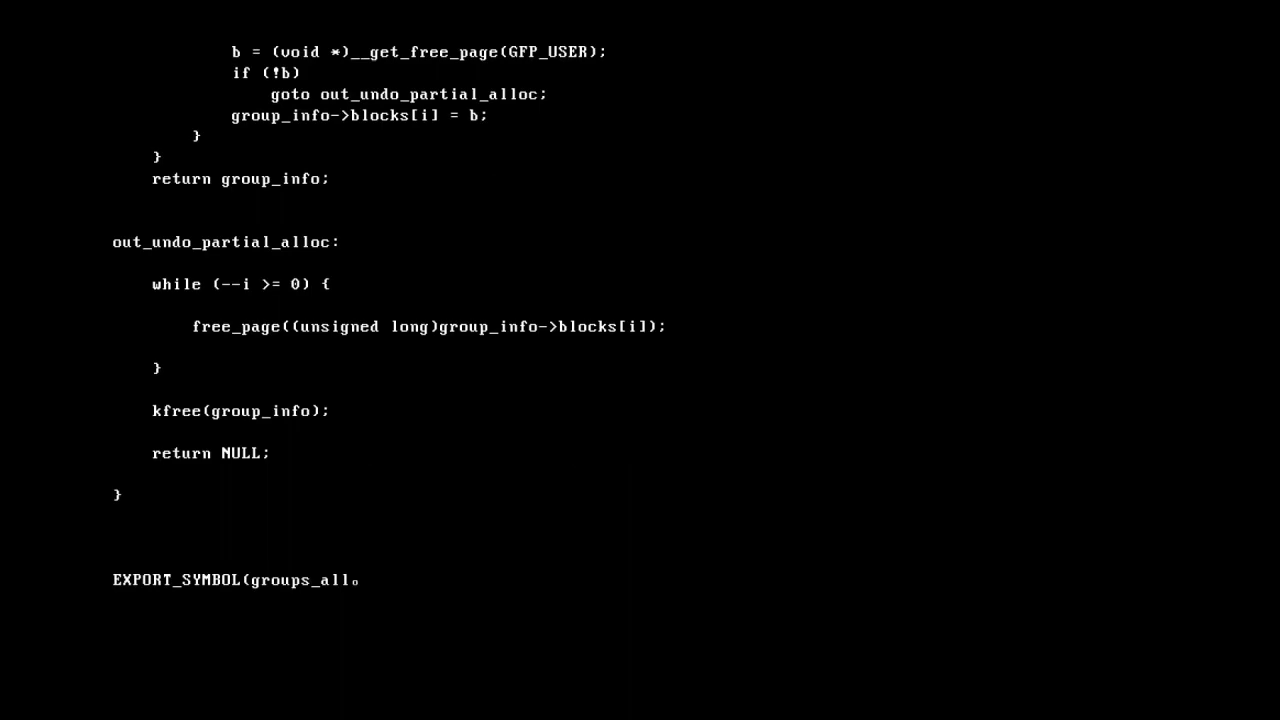 b = (void *)__get_free_page(GFP_USER);
if (!b)
goto out_undo_partial_alloc;
group_info->blocks[i] = b;
}
}
return group_info;
out_undo_partial_alloc:
while (--i >= 0) {
free_page((unsigned long)group_info->blocks[i]);
}
kfree(group_info);
return NULL;
}
EXPORT_SYMBOL(groups_allo